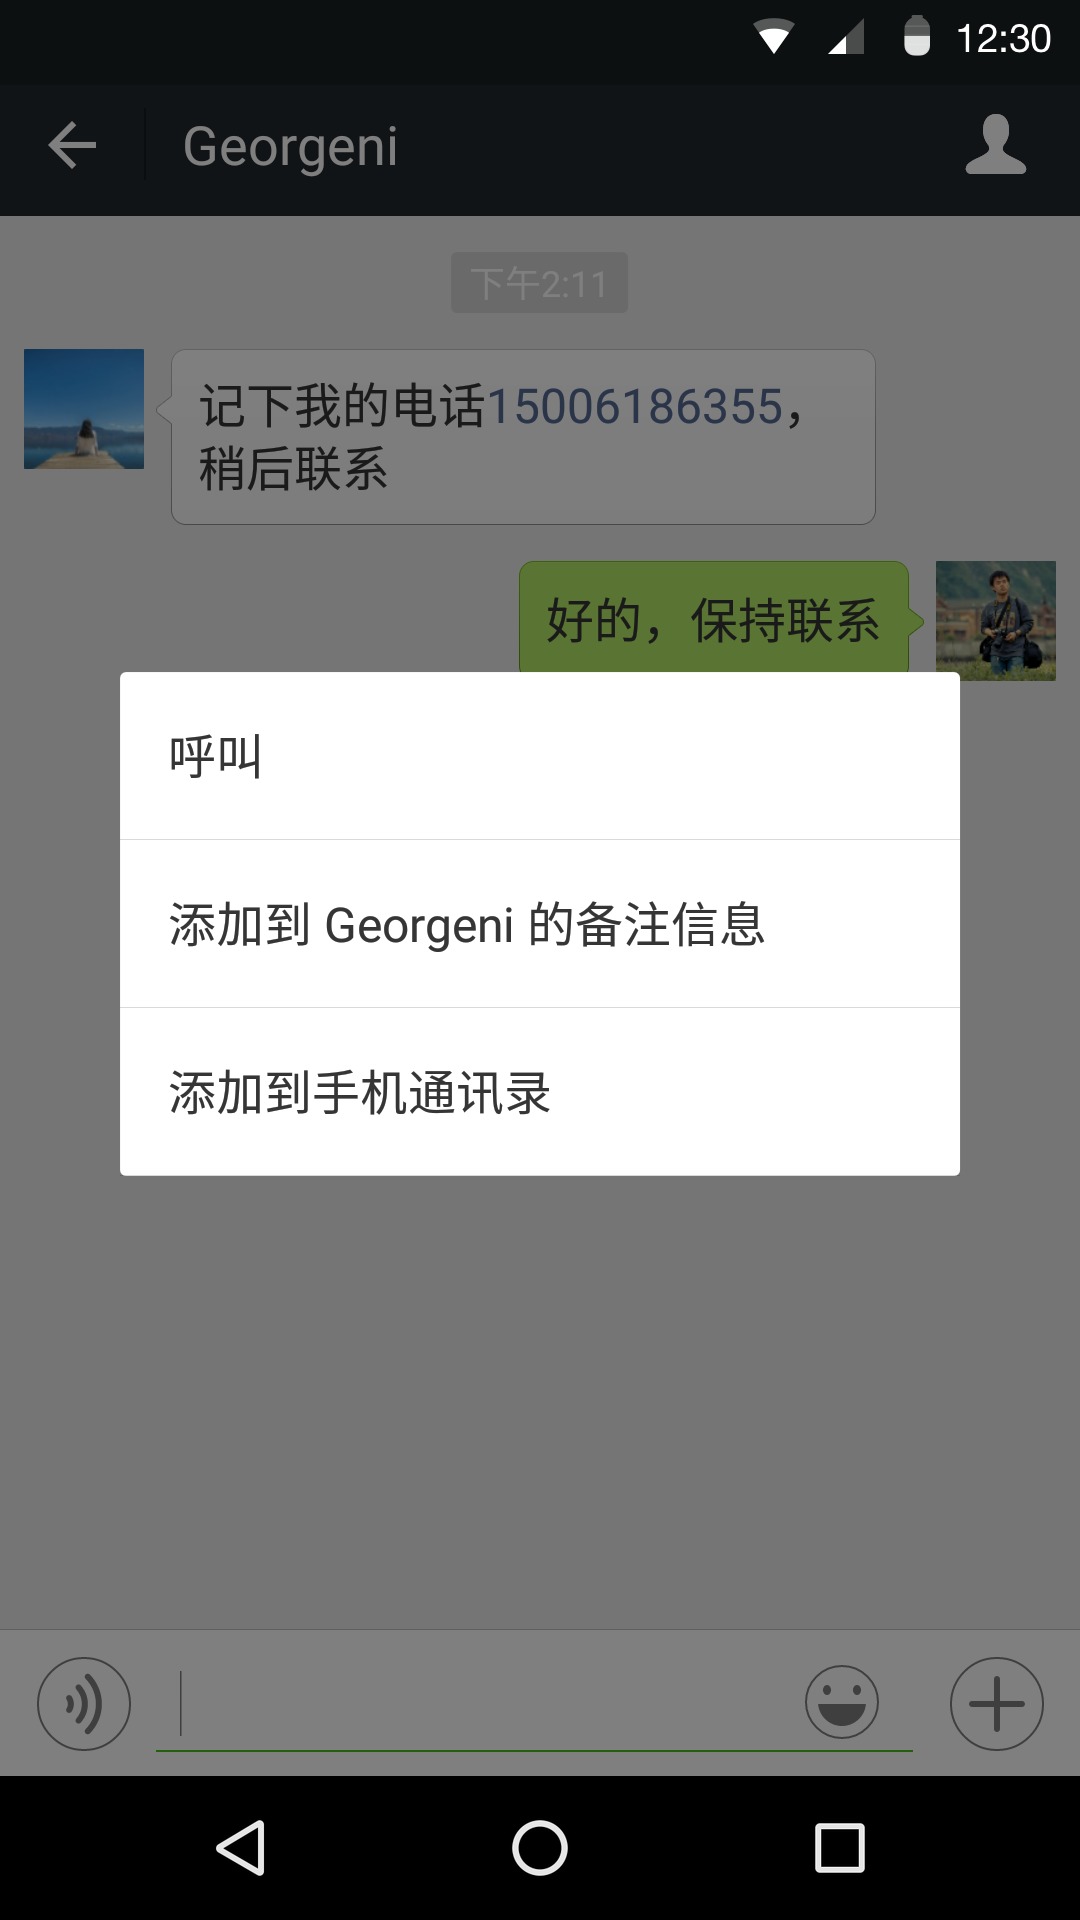 12:30
Georgeni
下午2:11
记下我的电话15006186355，
稍后联系
好的，保持联系
呼叫
添加到 Georgeni 的备注信息
添加到手机通讯录